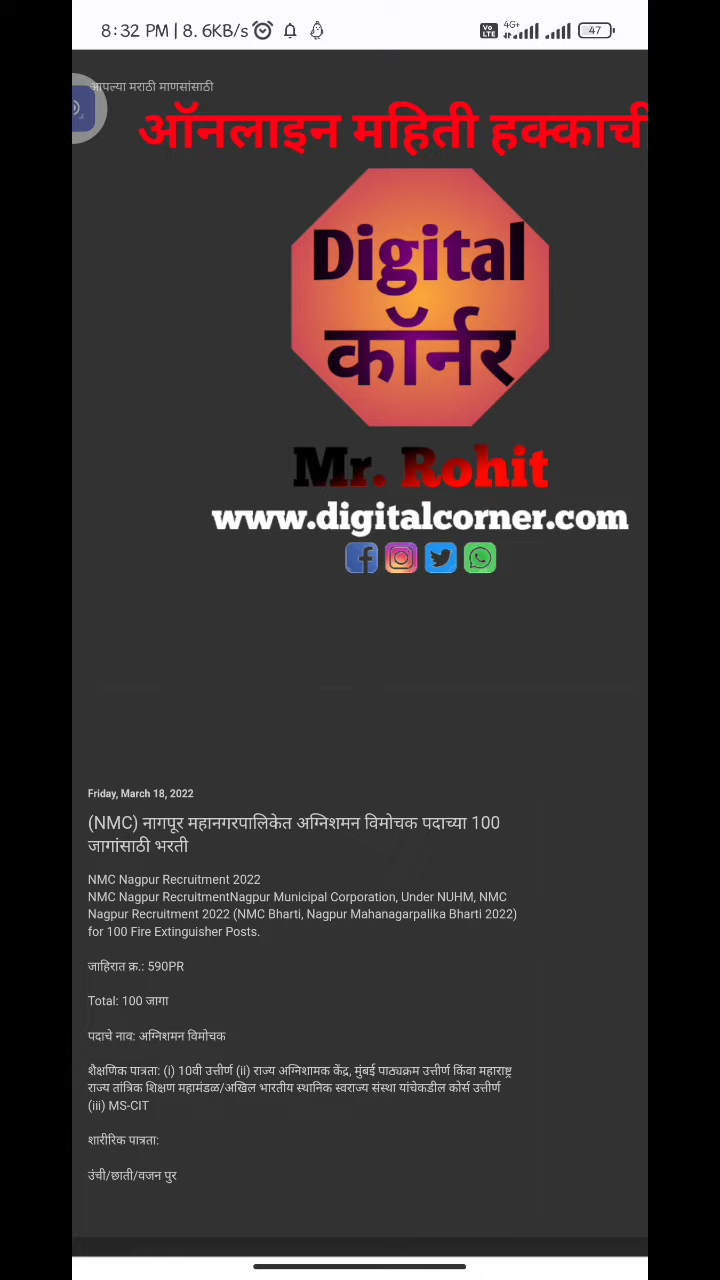 8:32 PM | 8.6KB/s
Vo LTE 4G+ 47
आपल्या मराठी माणसांसाठी
ऑनलाइन महिती हक्काची
Digital
कॉर्नर
Mr. Rohit
www.digitalcorner.com
Friday, March 18, 2022
(NMC) नागपूर महानगरपालिकेत अग्निशमन विमोचक पदाच्या 100
जागांसाठी भरती
NMC Nagpur Recruitment 2022
NMC Nagpur RecruitmentNagpur Municipal Corporation, Under NUHM, NMC
Nagpur Recruitment 2022 (NMC Bharti, Nagpur Mahanagarpalika Bharti 2022)
for 100 Fire Extinguisher Posts.
जाहिरात क्र.: 590PR
Total: 100 जागा
पदाचे नाव: अग्निशमन विमोचक
शैक्षणिक पात्रता: (i) 10वी उत्तीर्ण (ii) राज्य अग्निशामक केंद्र, मुंबई पाठ्यक्रम उत्तीर्ण किंवा महाराष्ट्र
राज्य तांत्रिक शिक्षण महामंडळ/अखिल भारतीय स्थानिक स्वराज्य संस्था यांचेकडील कोर्स उत्तीर्ण
(iii) MS-CIT
शारीरिक पात्रता:
उंची/छाती/वजन पुर